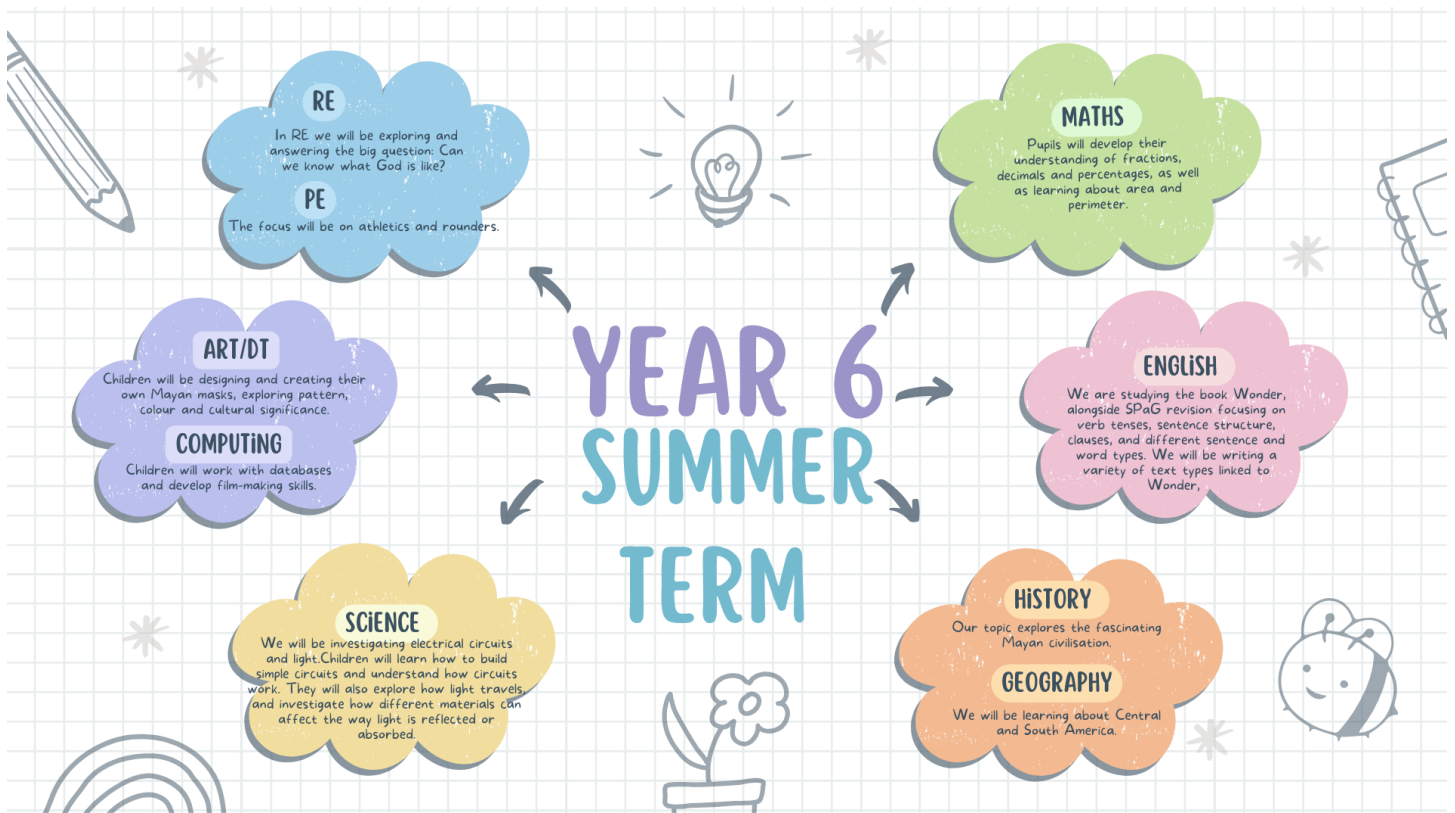 YEAR 6
SUMMER
TERM
RE
In RE we will be exploring and
answering the big question: Can
we know what God is like?
PE
The focus will be on athletics and rounders.
MATHS
Pupils will develop their
understanding of fractions,
decimals and percentages, as well
as learning about area and
perimeter.
ART/DT
Children will be designing and creating their
own Mayan masks, exploring pattern,
colour and cultural significance.
COMPUTING
Children will work with databases
and develop film-making skills.
ENGLISH
We are studying the book Wonder,
alongside SPaG revision focusing on
verb tenses, sentence structure,
clauses, and different sentence and
word types. We will be writing a
variety of text types linked to
Wonder,
SCIENCE
We will be investigating electrical circuits
and light.Children will learn how to build
simple circuits and understand how circuits
work. They will also explore how light travels,
and investigate how different materials can
affect the way light is reflected or
absorbed.
HISTORY
Our topic explores the fascinating
Mayan civilisation.
GEOGRAPHY
We will be learning about Central
and South America.